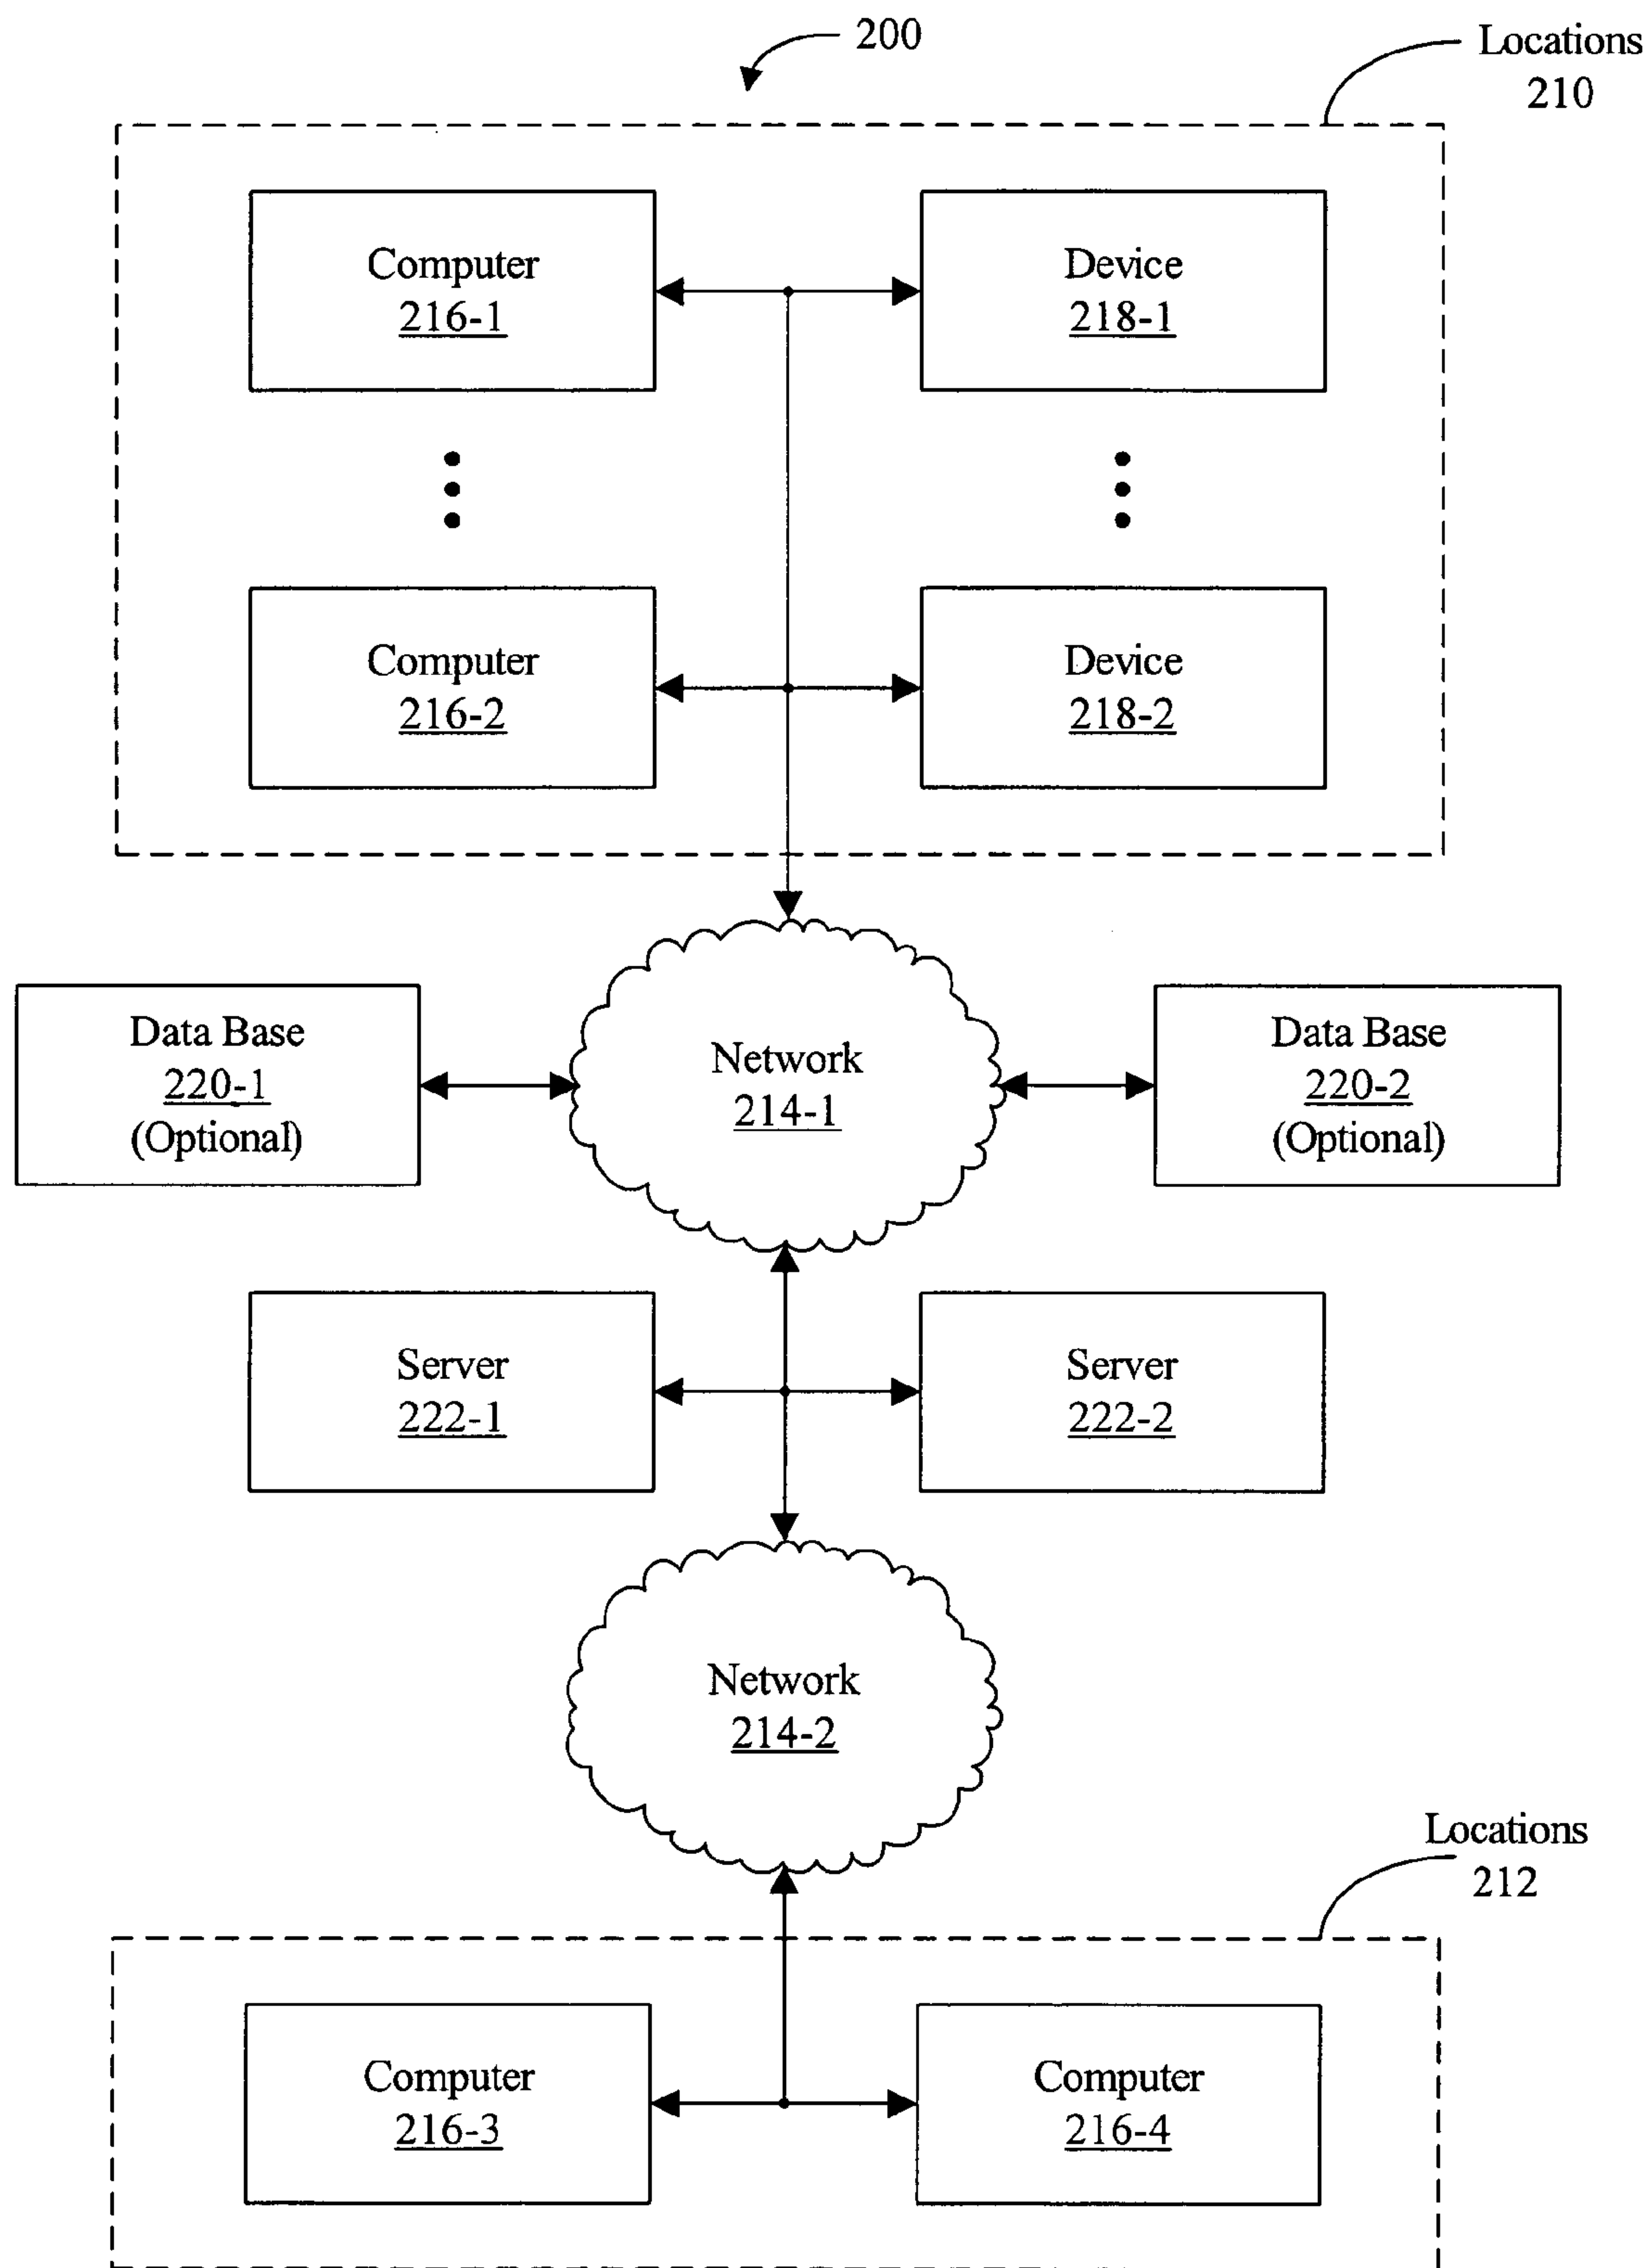 200
Locations
210
Computer
216-1
Device
218-1
Computer
216-2
Device
218-2
Data Base
220-1
(Optional)
Network
214-1
Data Base
220-2
(Optional)
Server
222-1
Server
222-2
Network
214-2
Locations
212
Computer
216-3
Computer
216-4